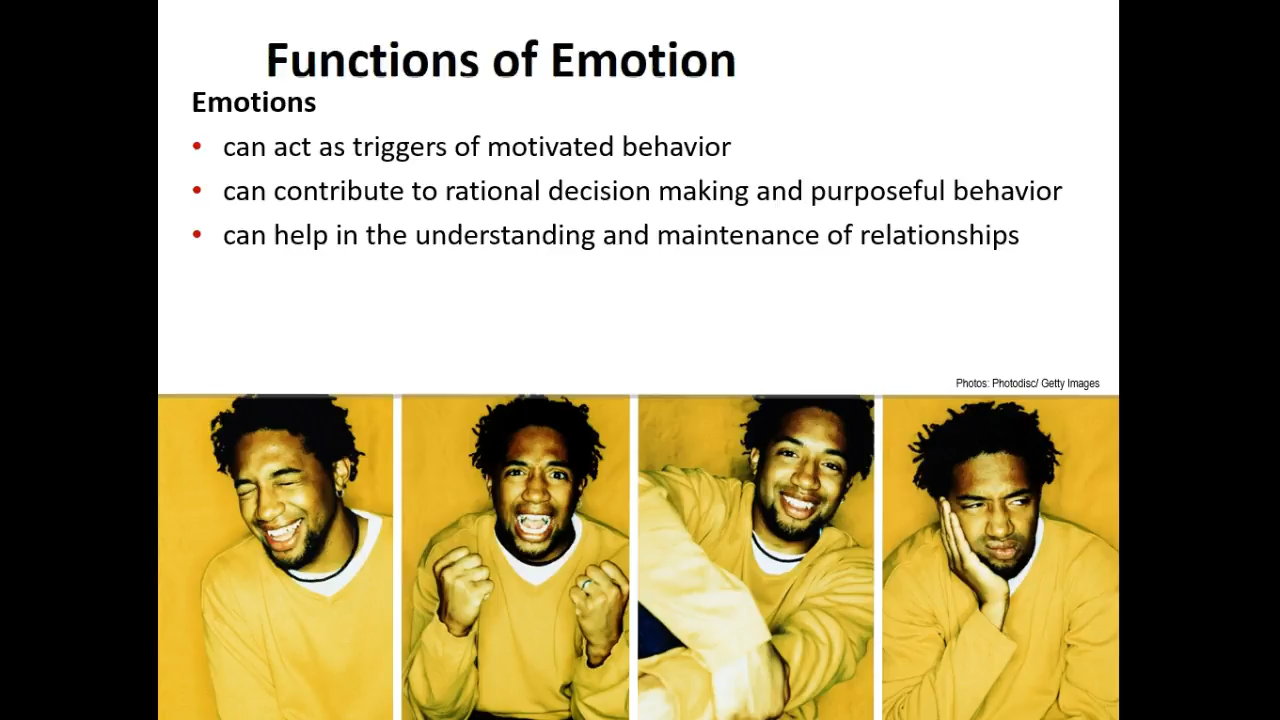 Functions of Emotion
Emotions
• can act as triggers of motivated behavior
• can contribute to rational decision making and purposeful behavior
• can help in the understanding and maintenance of relationships
Photos: Photodisc/ Getty Images